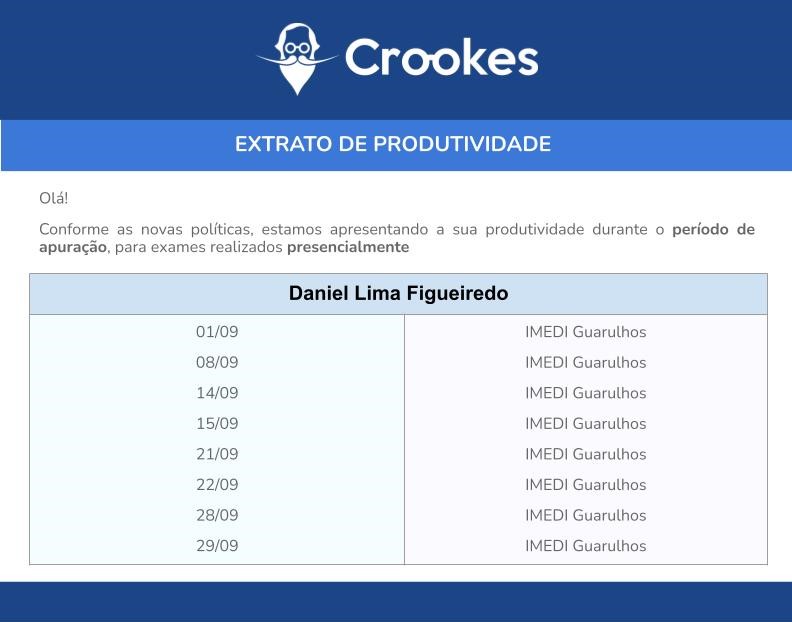 Crookes
EXTRATO DE PRODUTIVIDADE
Olá!
Conforme as novas políticas, estamos apresentando a sua produtividade durante o período de
apuração, para exames realizados presencialmente
Daniel Lima Figueiredo
01/09 IMEDI Guarulhos
08/09 IMEDI Guarulhos
14/09 IMEDI Guarulhos
15/09 IMEDI Guarulhos
21/09 IMEDI Guarulhos
22/09 IMEDI Guarulhos
28/09 IMEDI Guarulhos
29/09 IMEDI Guarulhos